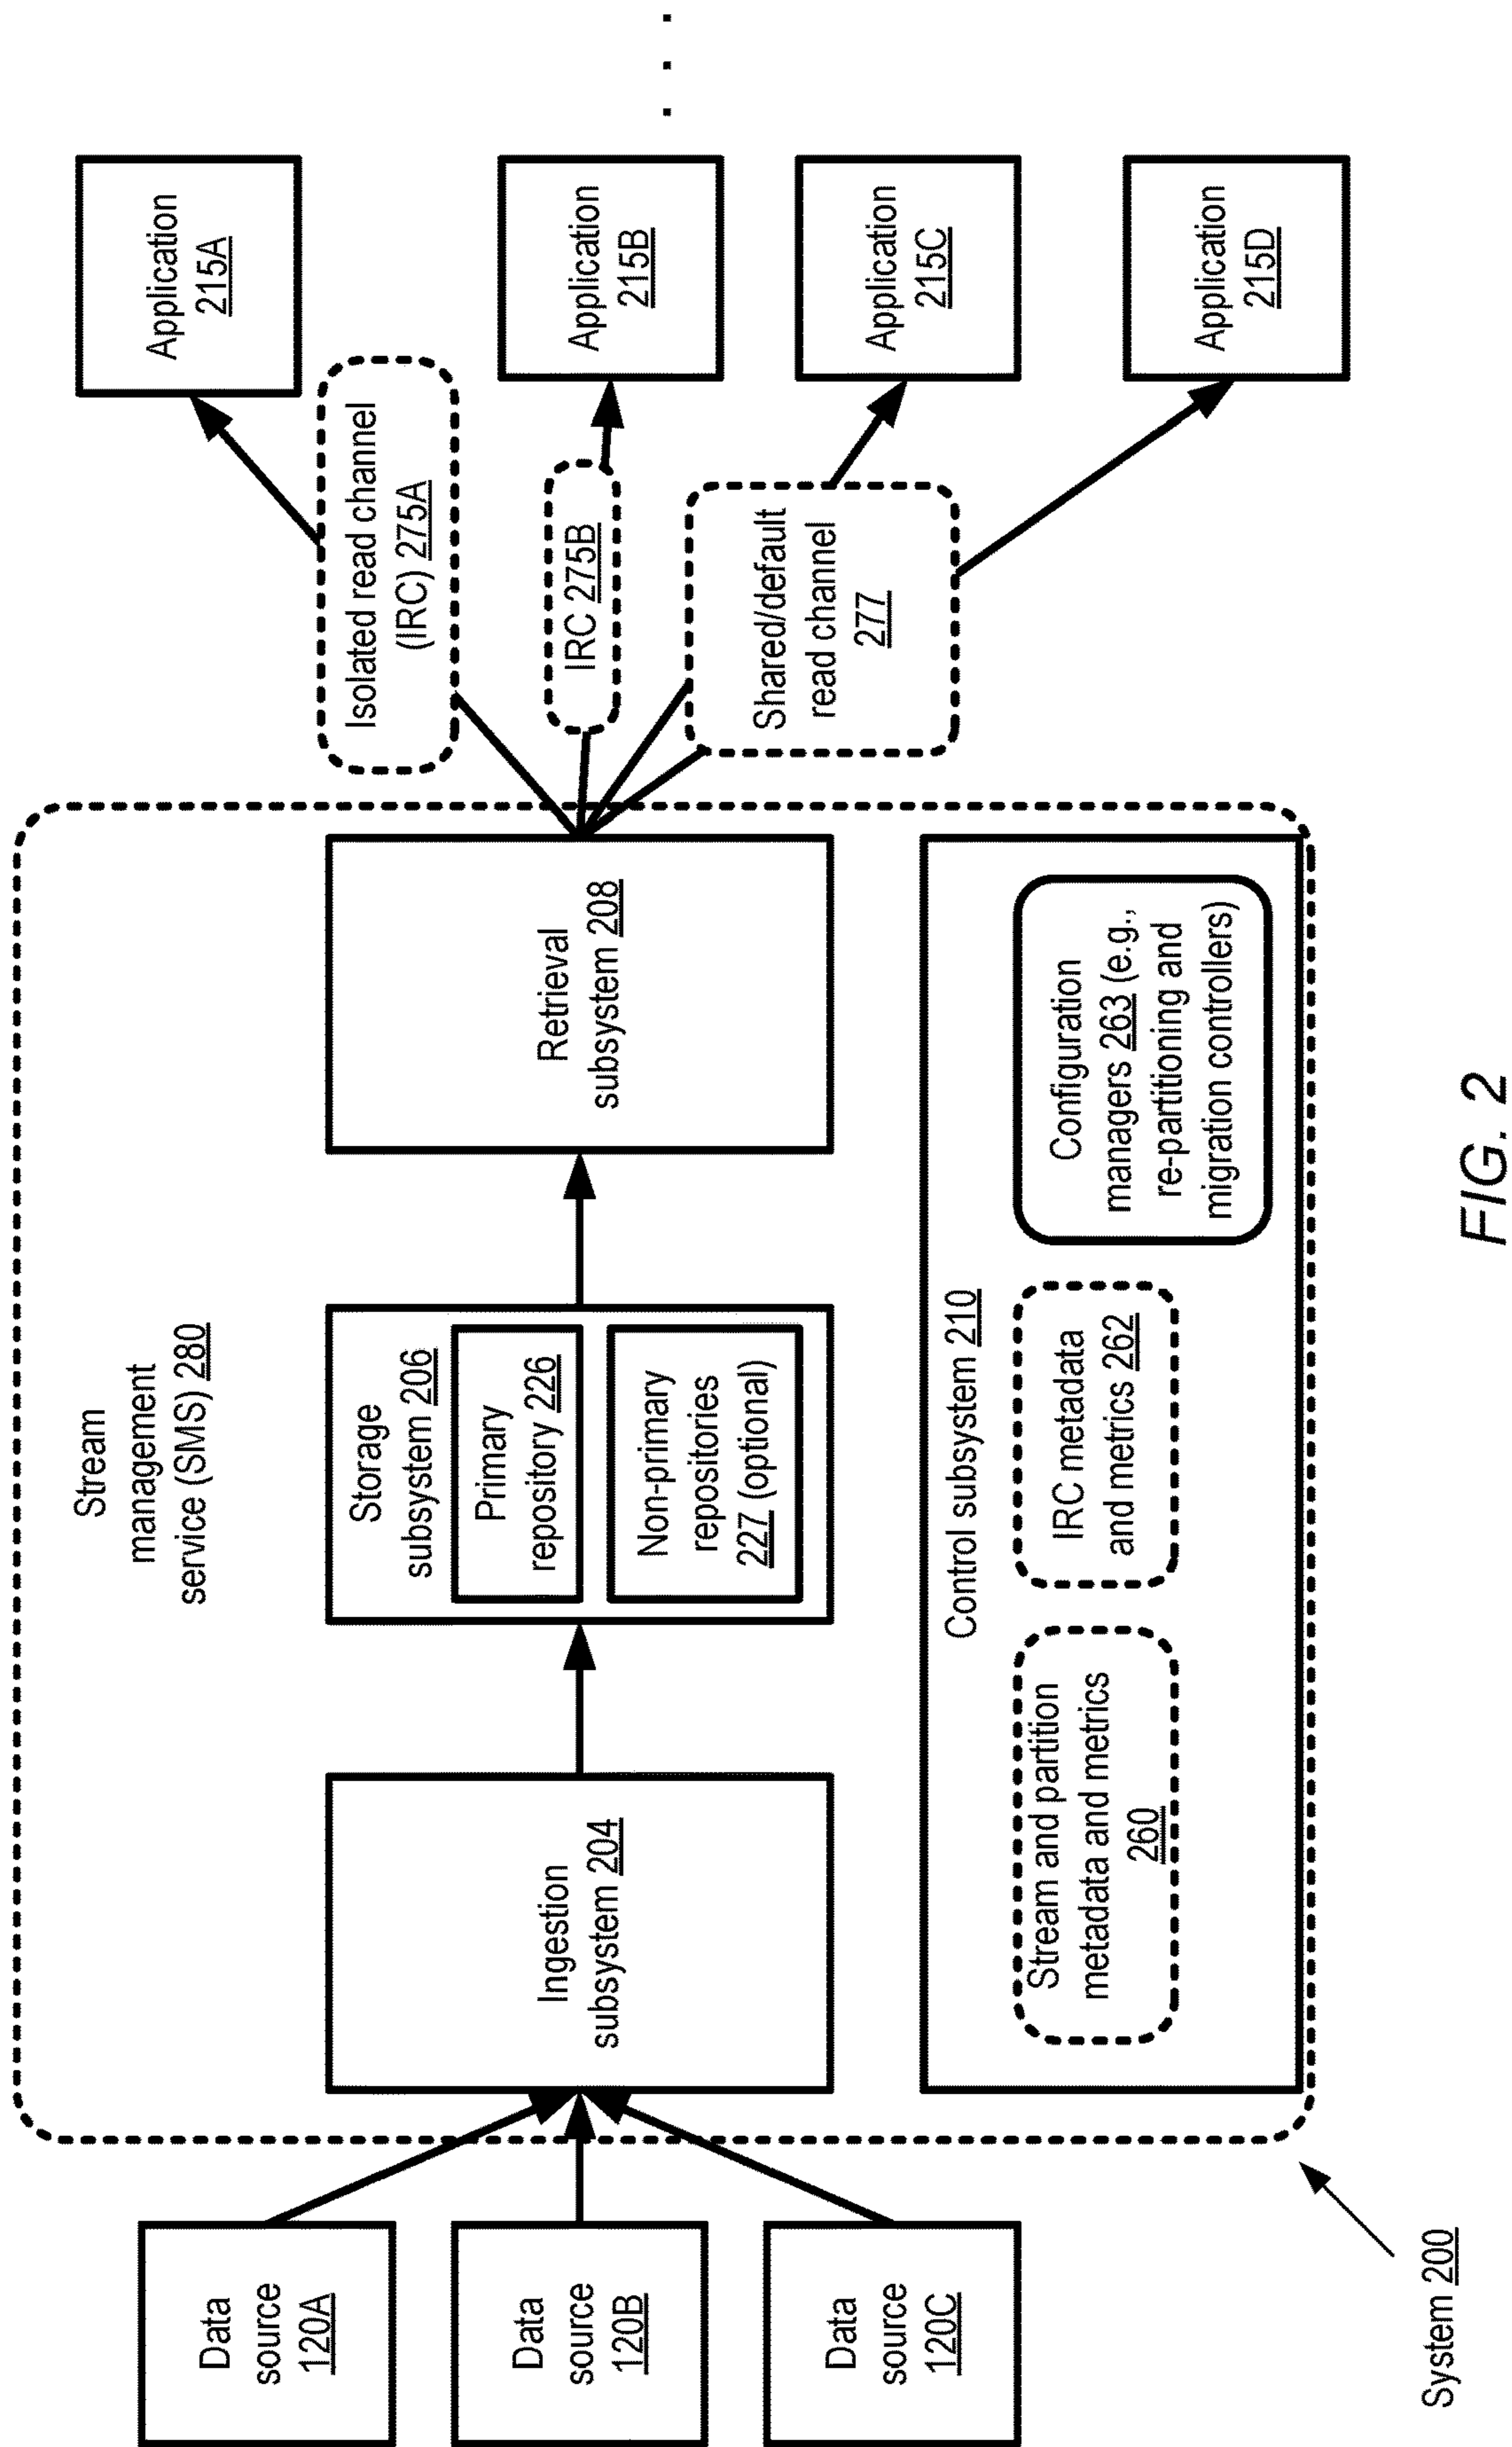 Stream
management
service (SMS) 280
Data
source
120A
Data
source
120B
Data
source
120C
Ingestion
subsystem 204
Storage
subsystem 206
Primary
repository 226
Non-primary
repositories
227 (optional)
Retrieval
subsystem 208
Isolated read channel
(IRC) 275A
IRC 275B
Shared/default
read channel
277
Application
215A
Application
215B
Application
215C
Application
215D
. . .
Control subsystem 210
Stream and partition
metadata and metrics
260
IRC metadata
and metrics 262
Configuration
managers 263 (e.g.,
re-partitioning and
migration controllers)
System 200
FIG. 2